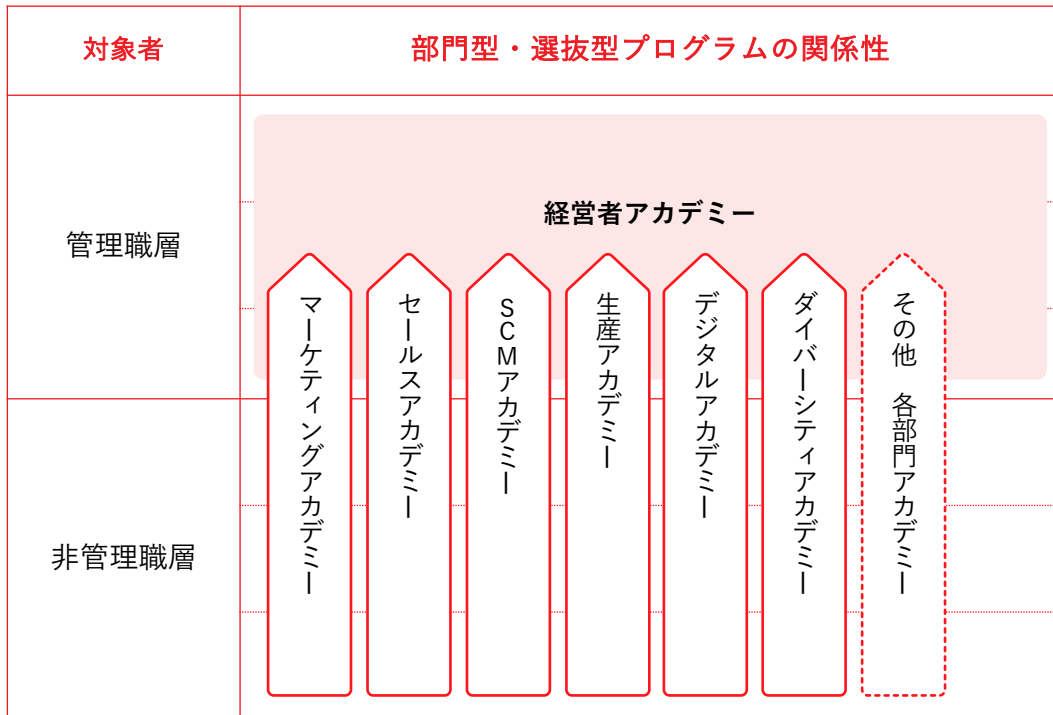 対象者
部門型・選抜型プログラムの関係性
管理職層
経営者アカデミー
マーケティングアカデミー
セールスアカデミー
SCMアカデミー
生産アカデミー
デジタルアカデミー
ダイバーシティアカデミー
その他 各部門アカデミー
非管理職層